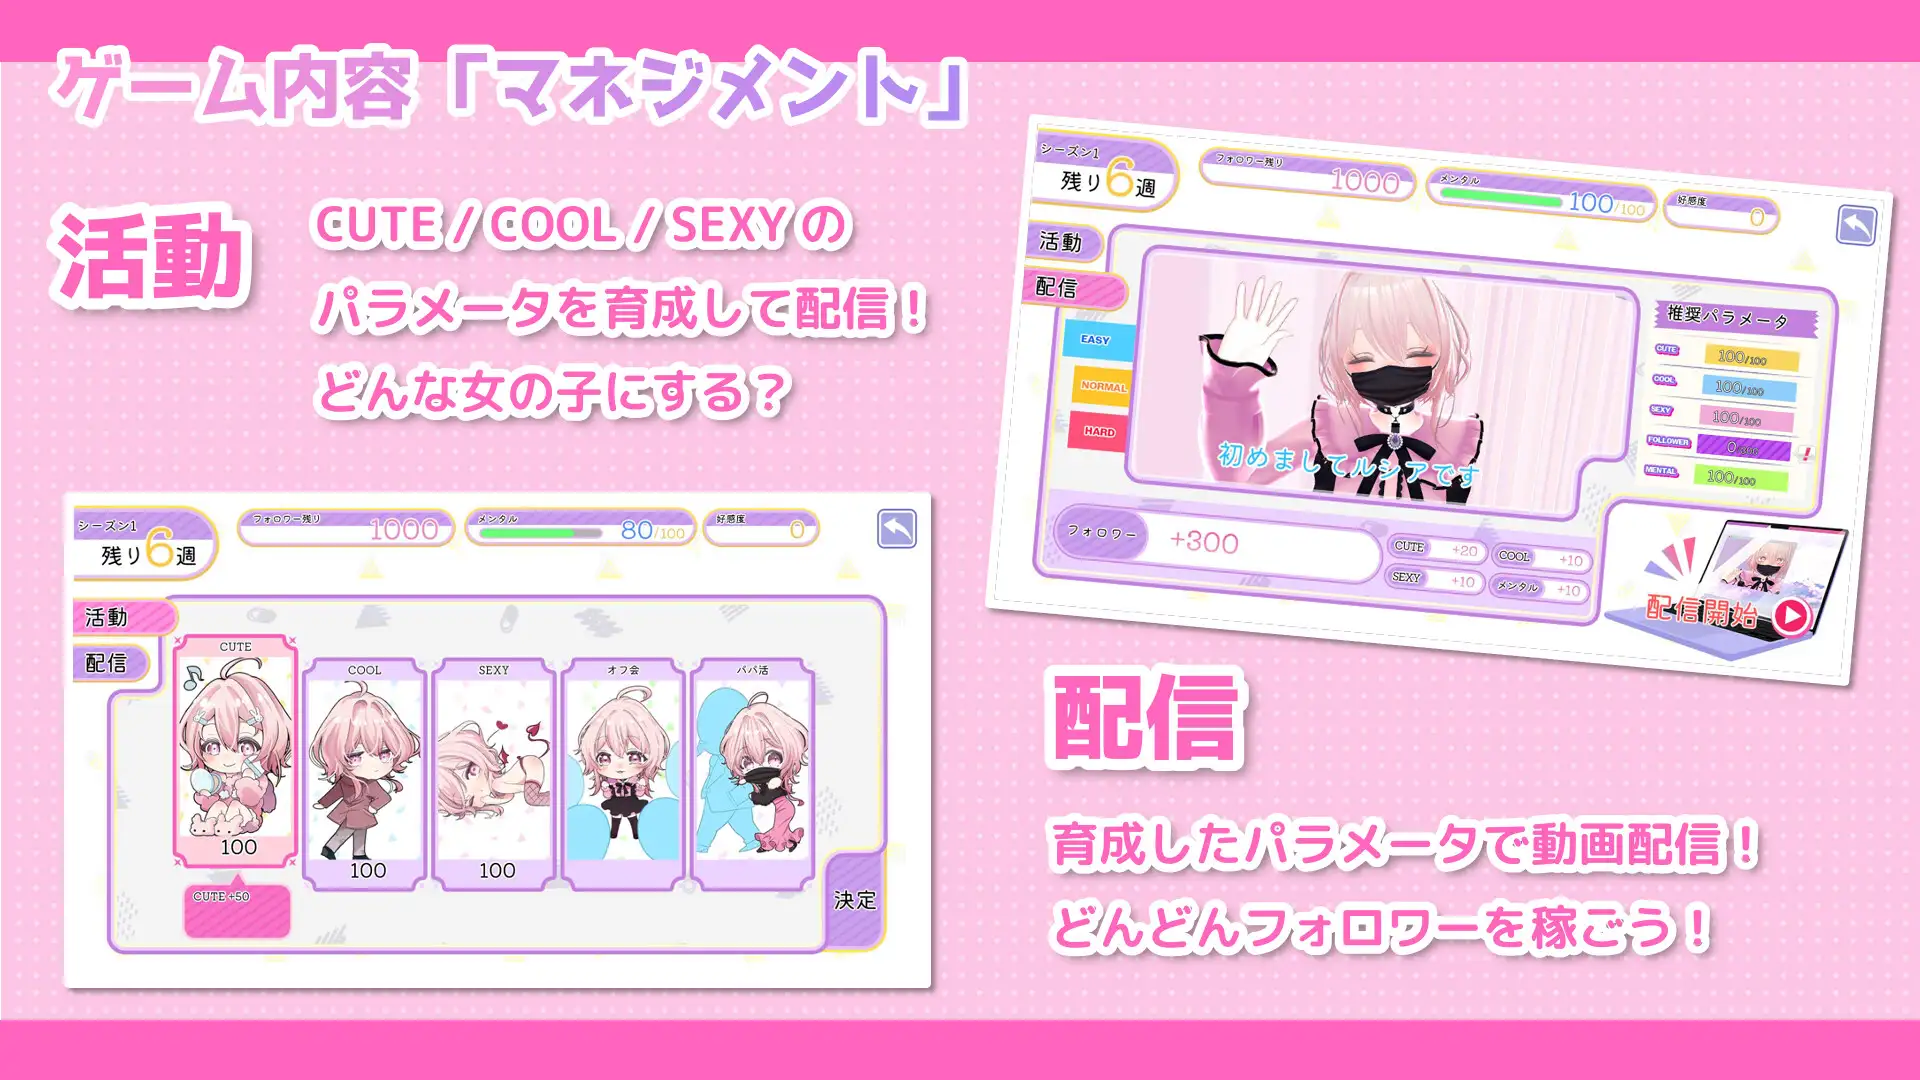 ゲーム内容「マネジメント」
活動
CUTE / COOL / SEXY の
パラメータを育成して配信！
どんな女の子にする？
シーズン1
残り6週
フォロワー残り
1000
メンタル
80/100
好感度
0
活動
配信
CUTE
100
CUTE +50
COOL
100
SEXY
100
オフ会
パパ活
決定
シーズン1
残り6週
フォロワー残り
1000
メンタル
100/100
好感度
0
活動
配信
EASY
NORMAL
HARD
初めましてルシアです
推奨パラメータ
CUTE
100/100
COOL
100/100
SEXY
100/100
FOLLOWER
MENTAL
100/100
フォロワー
+300
CUTE +20
COOL +10
SEXY +10
メンタル +10
配信開始
配信
育成したパラメータで動画配信！
どんどんフォロワーを稼ごう！